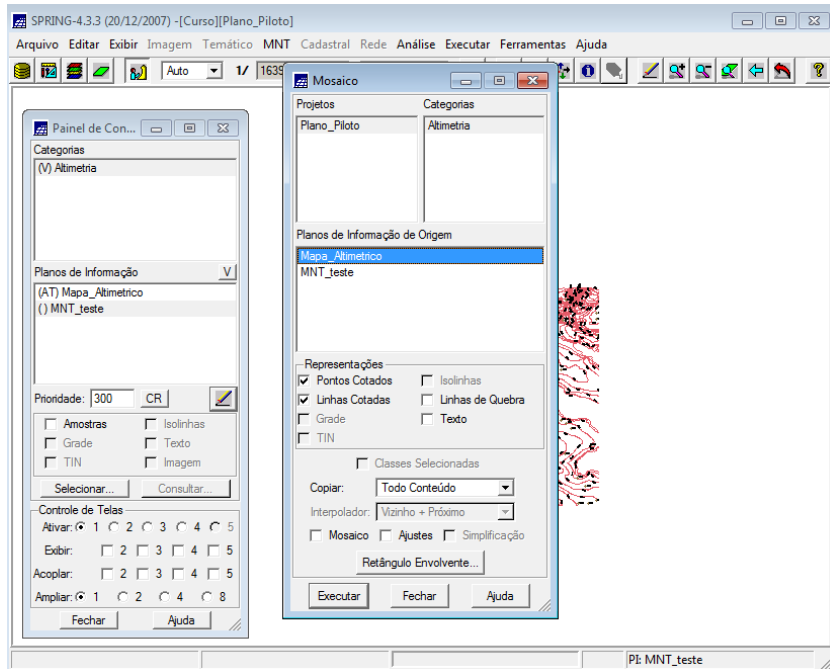 SPRING-4.3.3 (20/12/2007) -[Curso][Plano_Piloto]
Arquivo Editar Exibir Imagem Temático MNT Cadastral Rede Análise Executar Ferramentas Ajuda
Auto 1/ 1639
Painel de Con...
Categorias
(V) Altimetria
Planos de Informação V
(AT) Mapa_Altimetrico
( ) MNT_teste
Prioridade: 300 CR
Amostras Isolinhas
Grade Texto
TIN Imagem
Selecionar... Consultar...
Controle de Telas
Ativar: 1 2 3 4 5
Exibir: 2 3 4 5
Acoplar: 2 3 4 5
Ampliar: 1 2 4 8
Fechar Ajuda
Mosaico
Projetos Categorias
Plano_Piloto Altimetria
Planos de Informação de Origem
Mapa_Altimetrico
MNT_teste
Representações
Pontos Cotados Isolinhas
Linhas Cotadas Linhas de Quebra
Grade Texto
TIN
Classes Selecionadas
Copiar: Todo Conteúdo
Interpolador: Vizinho + Próximo
Mosaico Ajustes Simplificação
Retângulo Envolvente...
Executar Fechar Ajuda
PI: MNT_teste